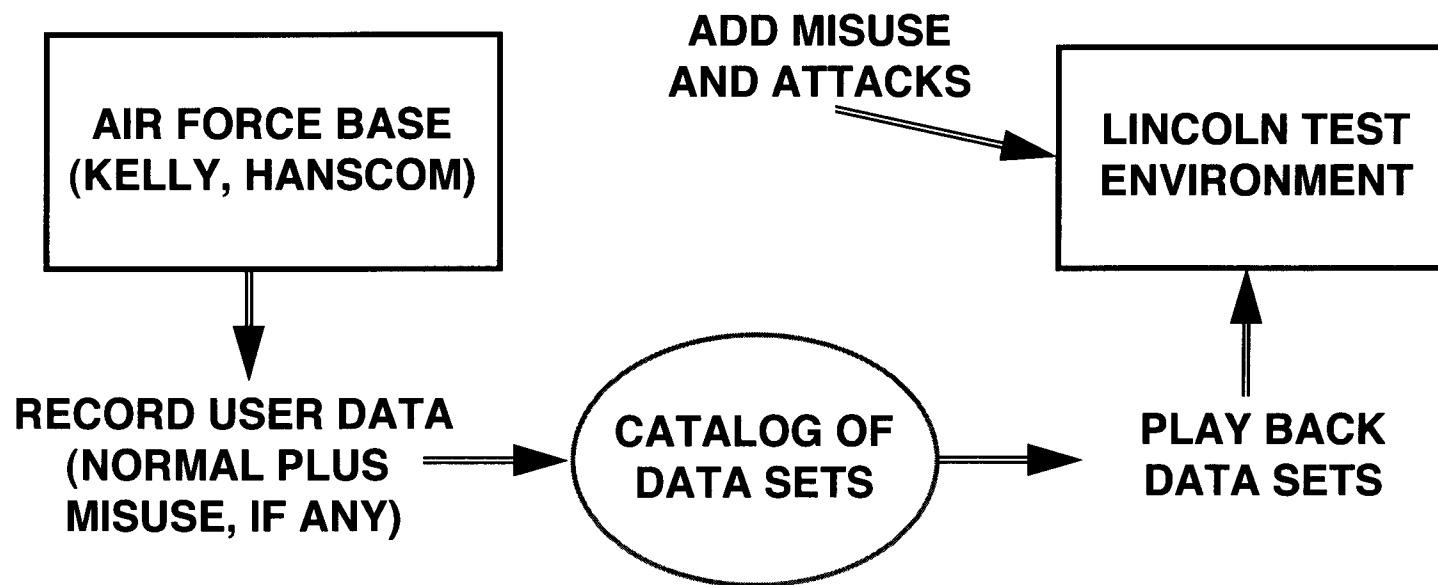 AIR FORCE BASE
(KELLY, HANSCOM)
ADD MISUSE
AND ATTACKS
LINCOLN TEST
ENVIRONMENT
RECORD USER DATA
(NORMAL PLUS
MISUSE, IF ANY)
CATALOG OF
DATA SETS
PLAY BACK
DATA SETS